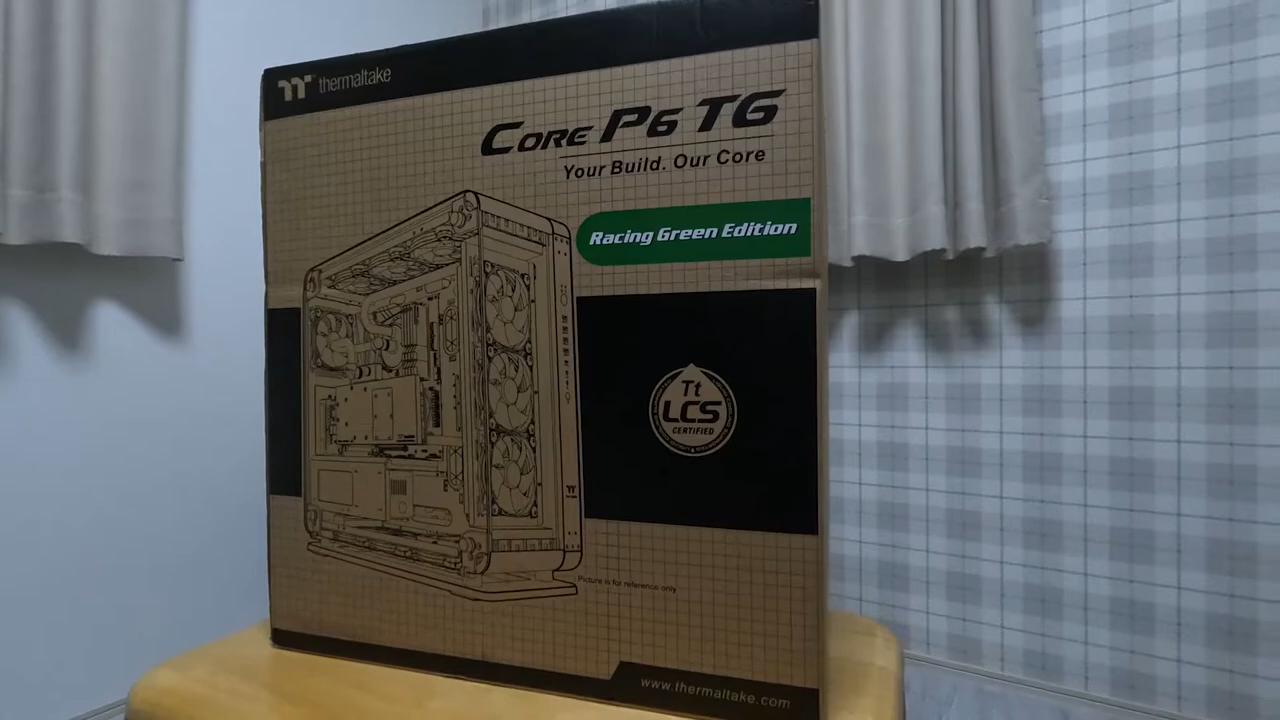 thermaltake
Core P6 TG
Your Build. Our Core
Racing Green Edition
Tt
LCS
CERTIFIED
Picture is for reference only
www.thermaltake.com